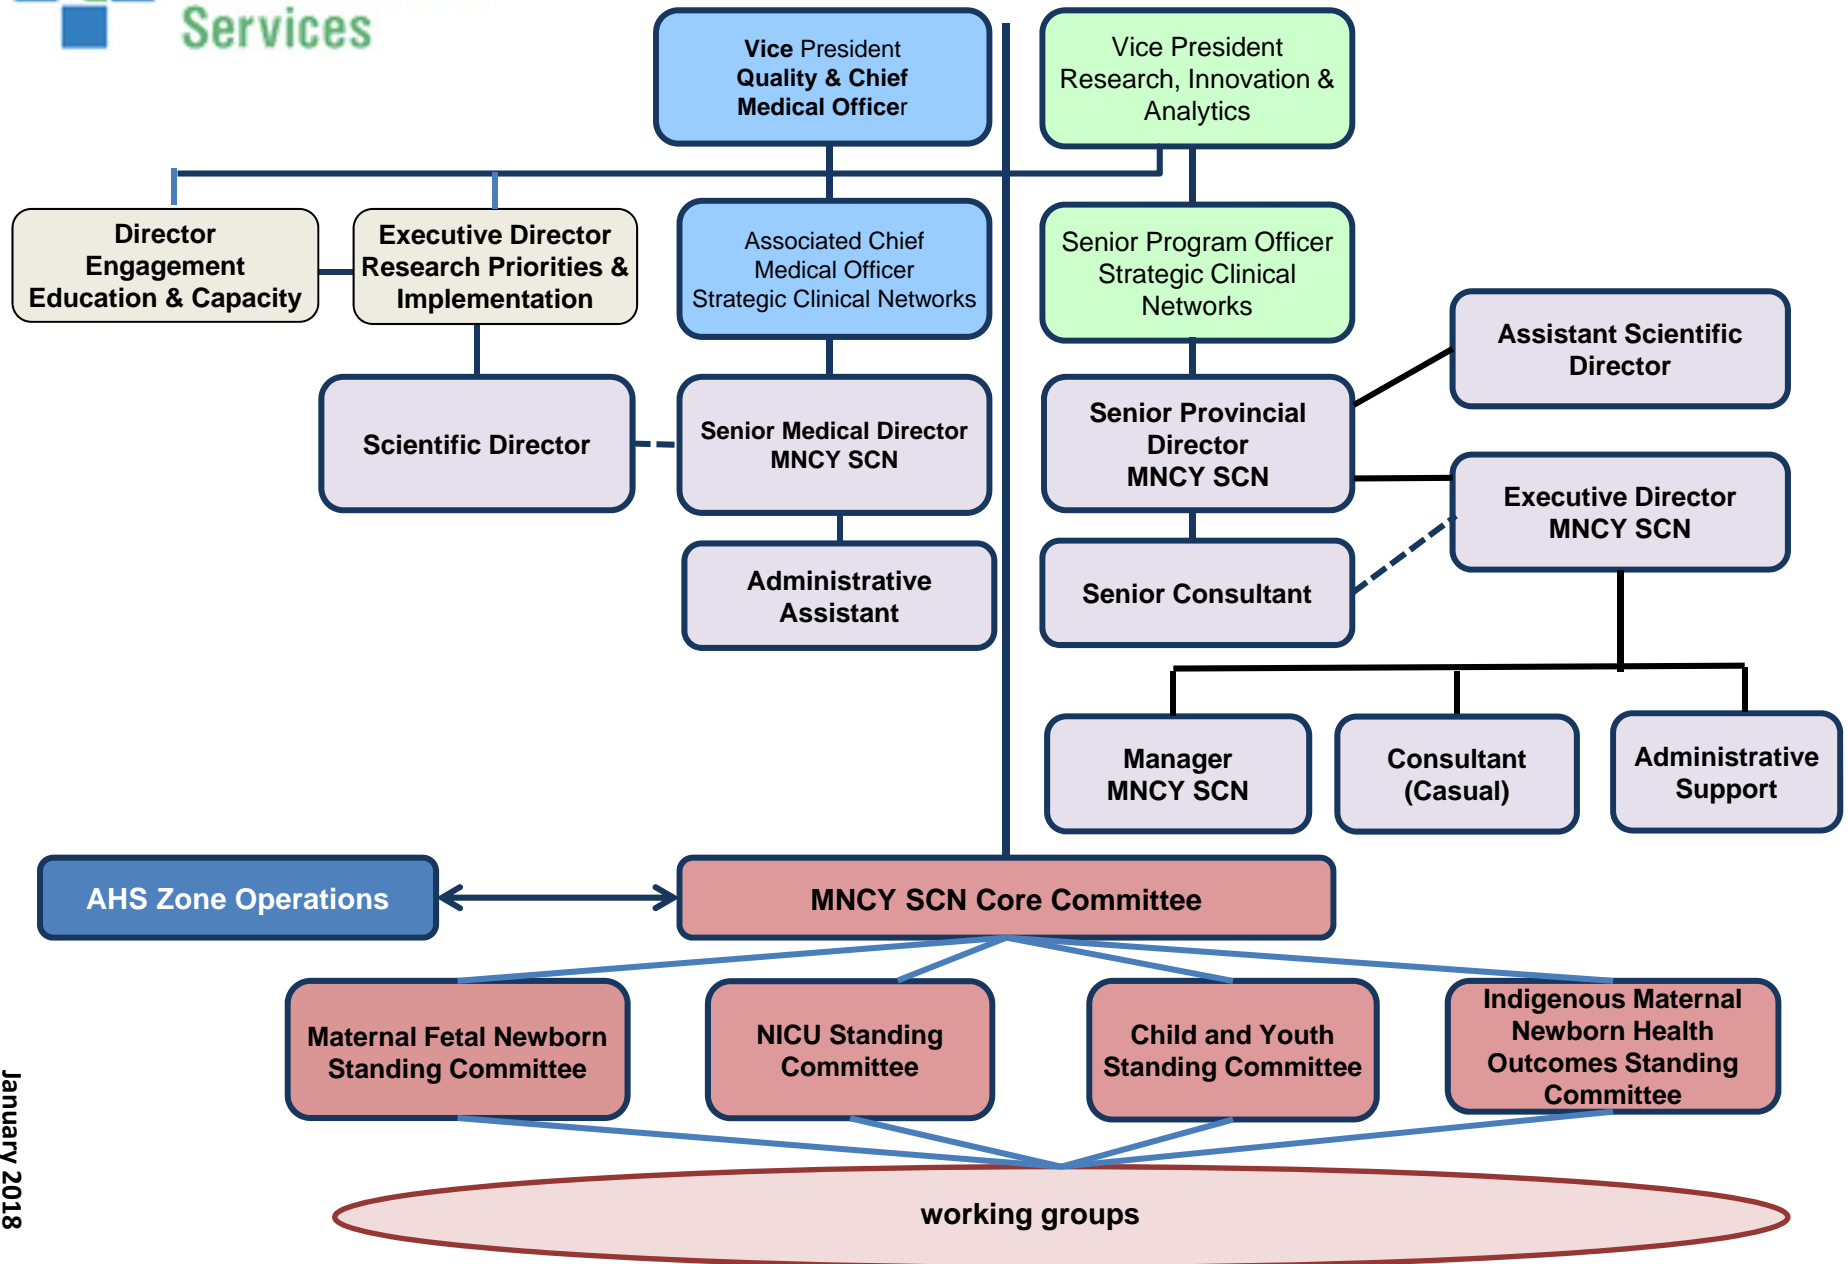 Services
Vice President
Quality & Chief
Medical Officer
Vice President
Research, Innovation &
Analytics
Director
Engagement
Education & Capacity
Executive Director
Research Priorities &
Implementation
Associated Chief
Medical Officer
Strategic Clinical Networks
Senior Program Officer
Strategic Clinical
Networks
Assistant Scientific
Director
Scientific Director
Senior Medical Director
MNCY SCN
Senior Provincial
Director
MNCY SCN
Executive Director
MNCY SCN
Administrative
Assistant
Senior Consultant
Manager
MNCY SCN
Consultant
(Casual)
Administrative
Support
AHS Zone Operations
MNCY SCN Core Committee
Maternal Fetal Newborn
Standing Committee
NICU Standing
Committee
Child and Youth
Standing Committee
Indigenous Maternal
Newborn Health
Outcomes Standing
Committee
working groups
January 2018